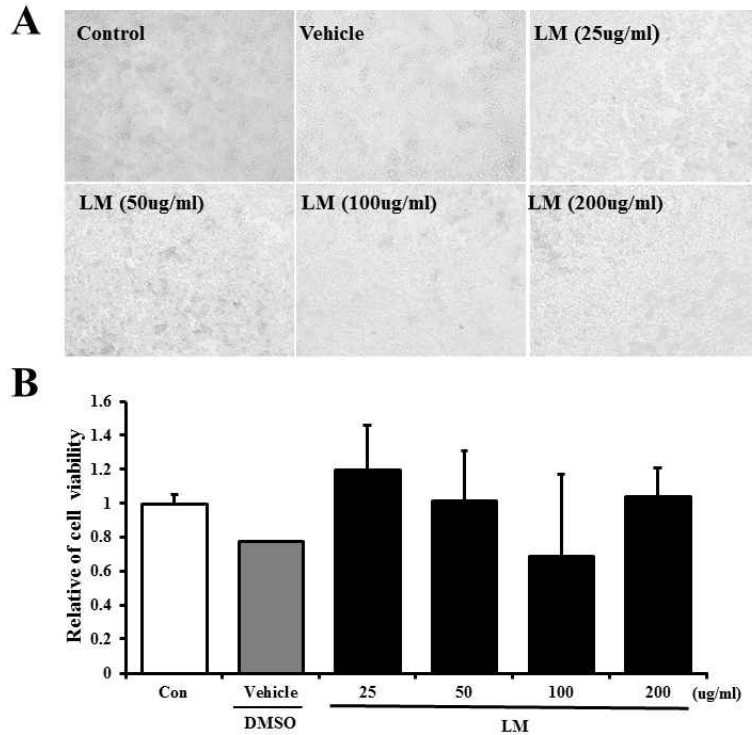 A
Control
Vehicle
LM (25ug/ml)
LM (50ug/ml)
LM (100ug/ml)
LM (200ug/ml)
B
Relative of cell viability
1.6
1.4
1.2
1
0.8
0.6
0.4
0.2
0
Con
Vehicle
25
50
100
200
(ug/ml)
DMSO
LM